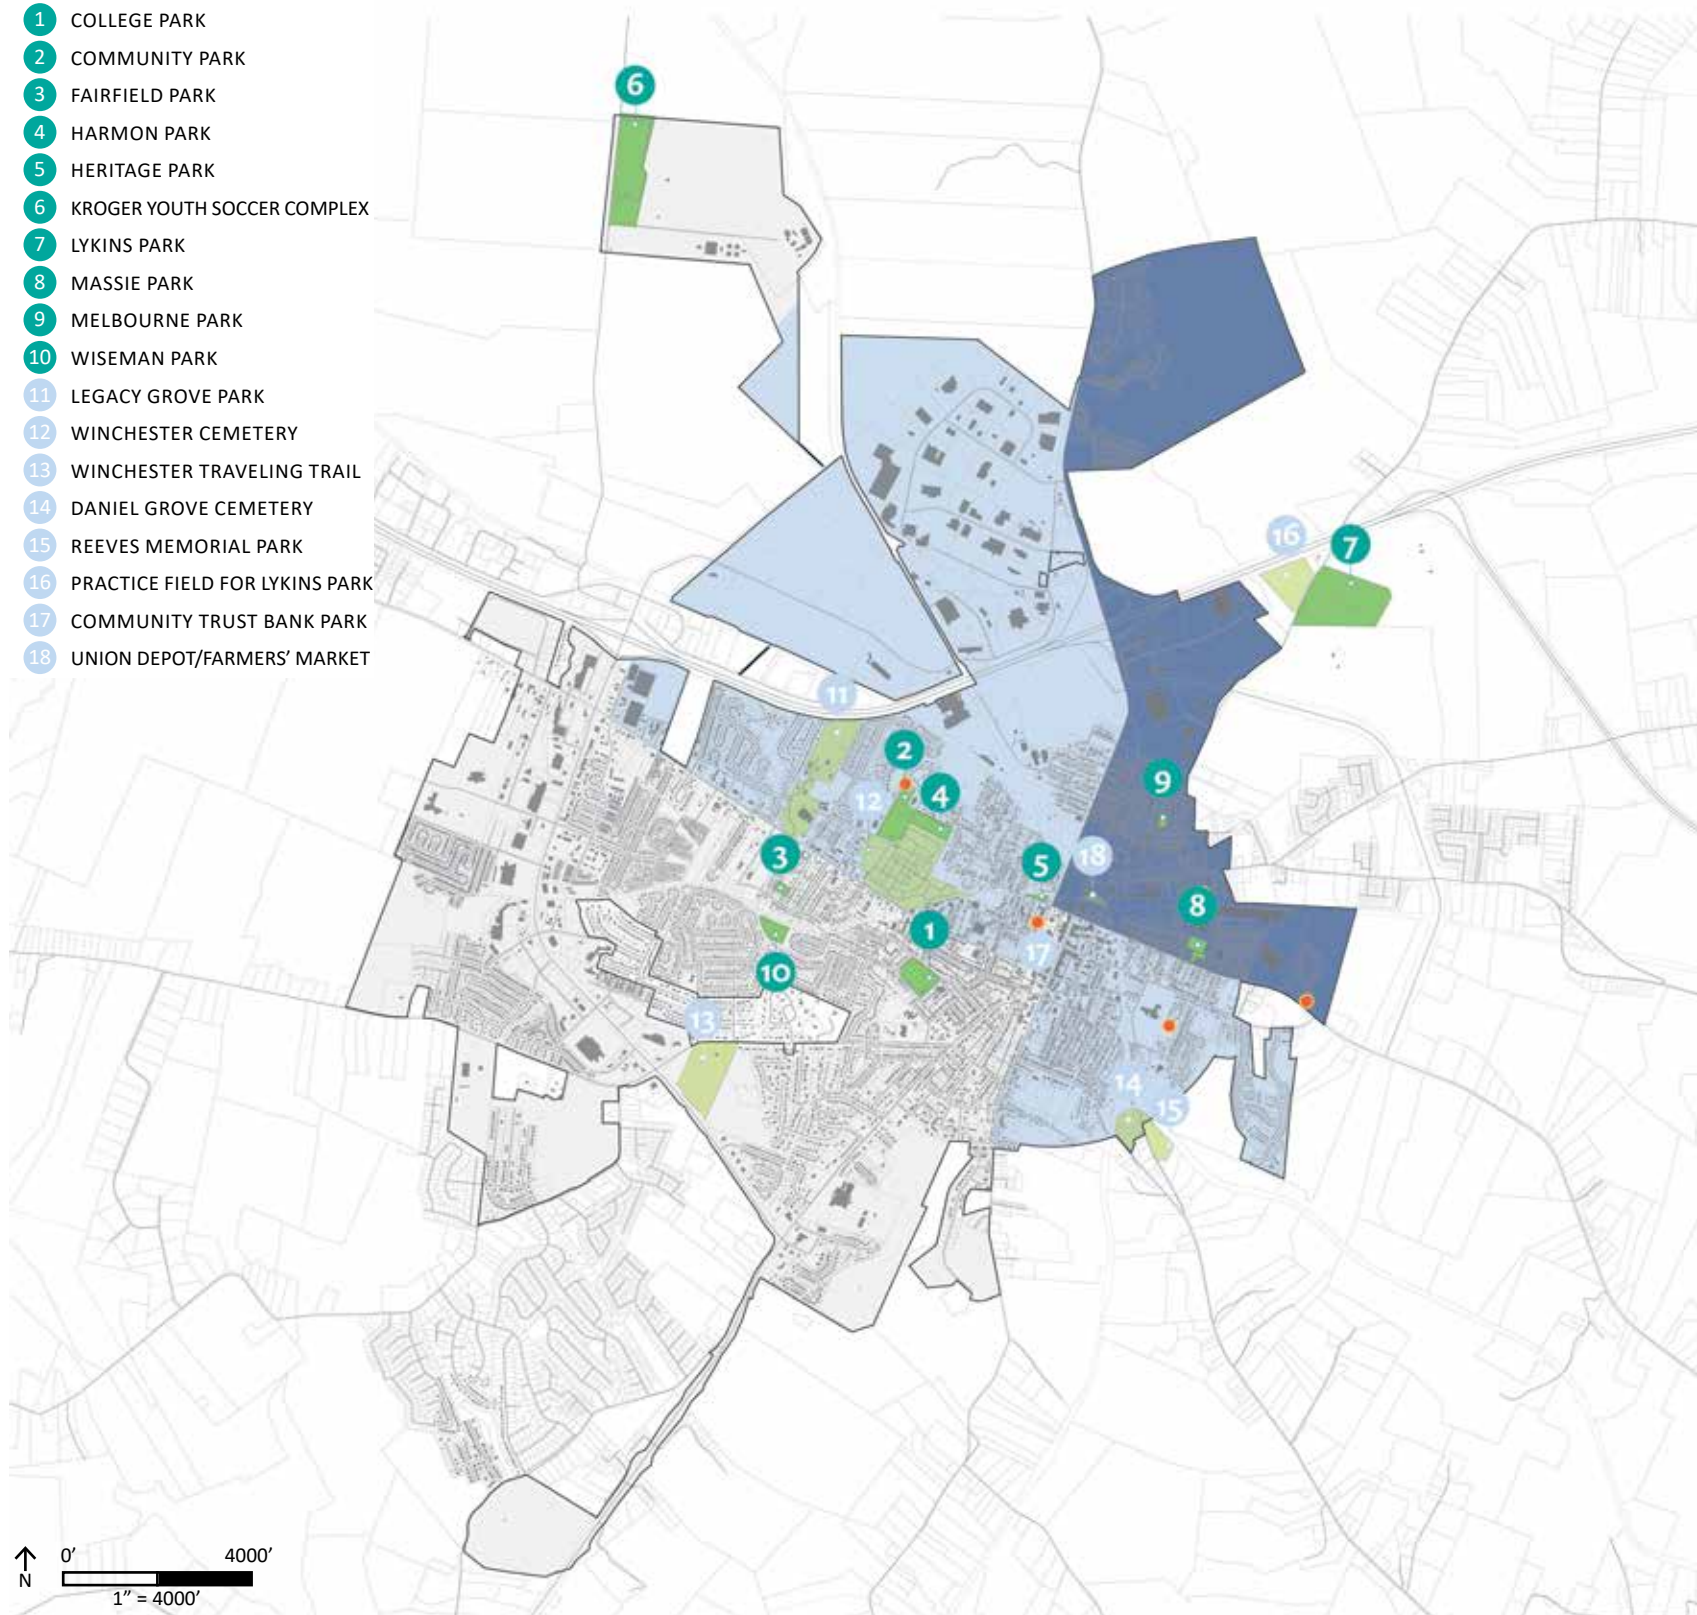 1 COLLEGE PARK
2 COMMUNITY PARK
3 FAIRFIELD PARK
4 HARMON PARK
5 HERITAGE PARK
6 KROGER YOUTH SOCCER COMPLEX
7 LYKINS PARK
8 MASSIE PARK
9 MELBOURNE PARK
10 WISEMAN PARK
11 LEGACY GROVE PARK
12 WINCHESTER CEMETERY
13 WINCHESTER TRAVELING TRAIL
14 DANIEL GROVE CEMETERY
15 REEVES MEMORIAL PARK
16 PRACTICE FIELD FOR LYKINS PARK
17 COMMUNITY TRUST BANK PARK
18 UNION DEPOT/FARMERS’ MARKET
6
16
7
11
2
9
12
4
3
5
18
8
1
17
10
13
14
15
0’ 4000’
N
1” = 4000’